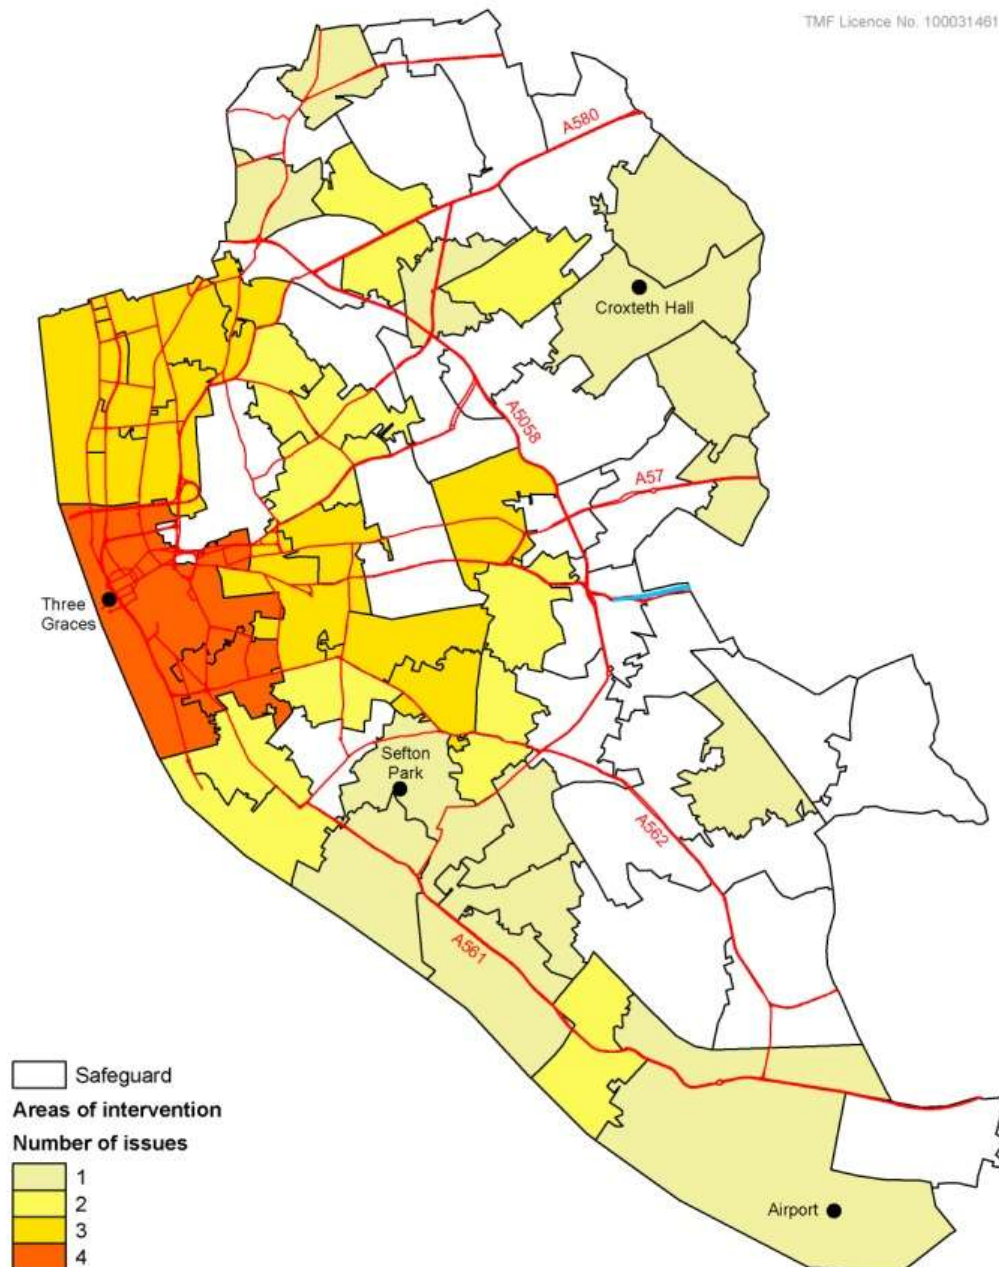 TMF Licence No. 100031461
A580
Croxteth Hall
A5058
A57
Three
Graces
Sefton
Park
A562
A561
Safeguard
Areas of intervention
Number of issues
1
2
3
4
Airport